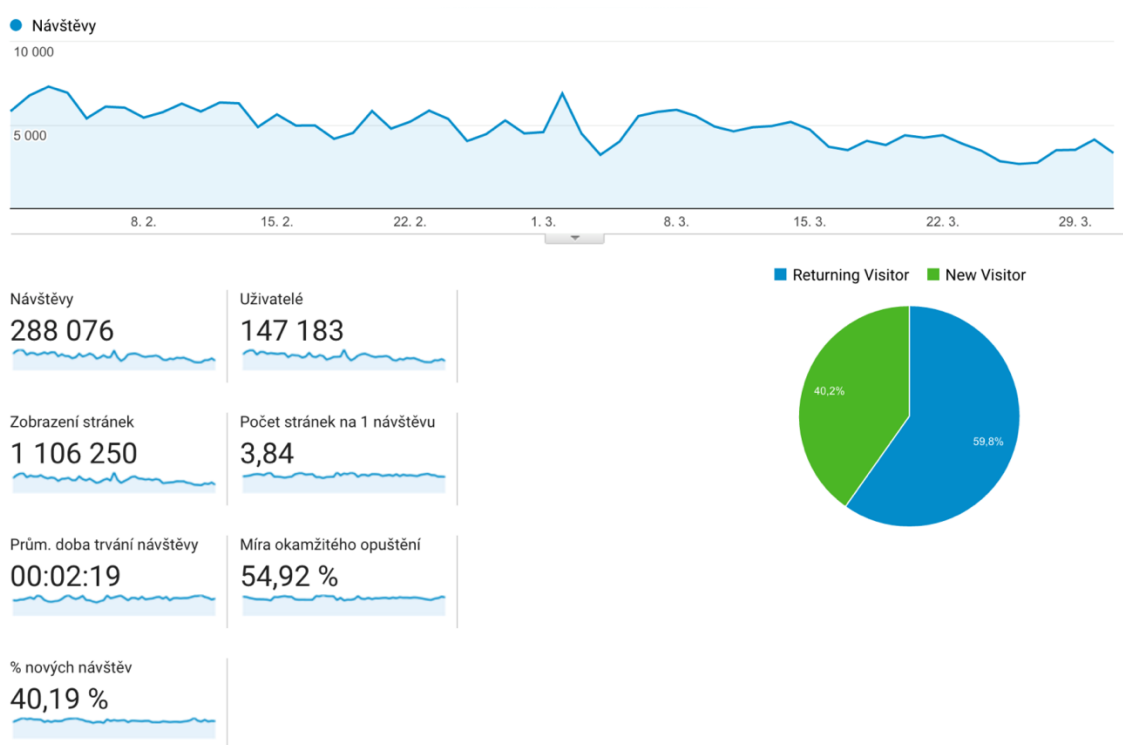 Návštěvy
10 000
5 000
8. 2.
15. 2.
22. 2.
1. 3.
8. 3.
15. 3.
22. 3.
29. 3.
Returning Visitor
New Visitor
Návštěvy
288 076
Uživatelé
147 183
Zobrazení stránek
1 106 250
Počet stránek na 1 návštěvu
3,84
Prům. doba trvání návštěvy
00:02:19
Míra okamžitého opuštění
54,92 %
% nových návštěv
40,19 %
40,2%
59,8%